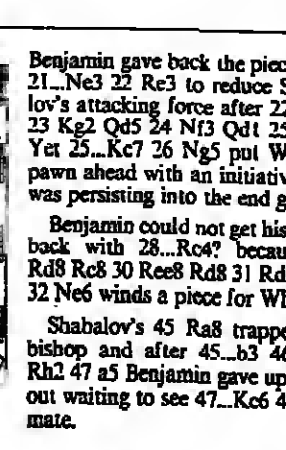 Benjamin gave back the piec
21...Ne3 22 Re3 to reduce S
lov's attacking force after 22
23 Kg2 Qd5 24 Nf3 Qd1 25
Yet 25...Kc7 26 Ng5 put W
pawn ahead with an initiativ
was persisting into the end g
Benjamin could not get his
back with 28...Rc4? becau
Rd8 Rc8 30 Ree8 Rd8 31 Rd
32 Ne6 winds a piece for Wh
Shabalov's 45 Ra8 trappe
bishop and after 45...b3 46
Rh2 47 a5 Benjamin gave up
out waiting to see 47...Kc6 4
mate.